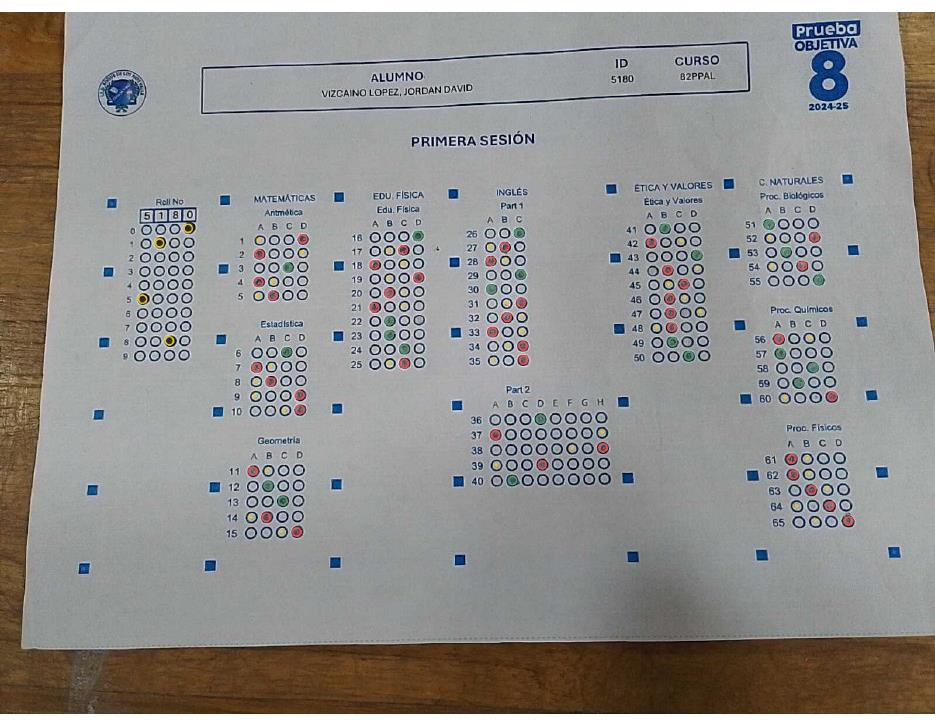 Prueba
OBJETIVA
8
2024-25
ALUMNO ID CURSO
VIZCAINO LOPEZ, JORDAN DAVID 5180 82PPAL
PRIMERA SESIÓN
Roll No
5 1 8 0
0
1
2
3
4
5
6
7
8
9
MATEMÁTICAS
Aritmética
A B C D
1
2
3
4
5
Estadística
A B C D
6
7
8
9
10
Geometría
A B C D
11
12
13
14
15
EDU. FÍSICA
Edu. Física
A B C D
16
17
18
19
20
21
22
23
24
25
INGLÉS
Part 1
A B C
26
27
28
29
30
31
32
33
34
35
Part 2
A B C D E F G H
36
37
38
39
40
ÉTICA Y VALORES
Ética y Valores
A B C D
41
42
43
44
45
46
47
48
49
50
C. NATURALES
Proc. Biológicos
A B C D
51
52
53
54
55
Proc. Químicos
A B C D
56
57
58
59
60
Proc. Físicos
A B C D
61
62
63
64
65